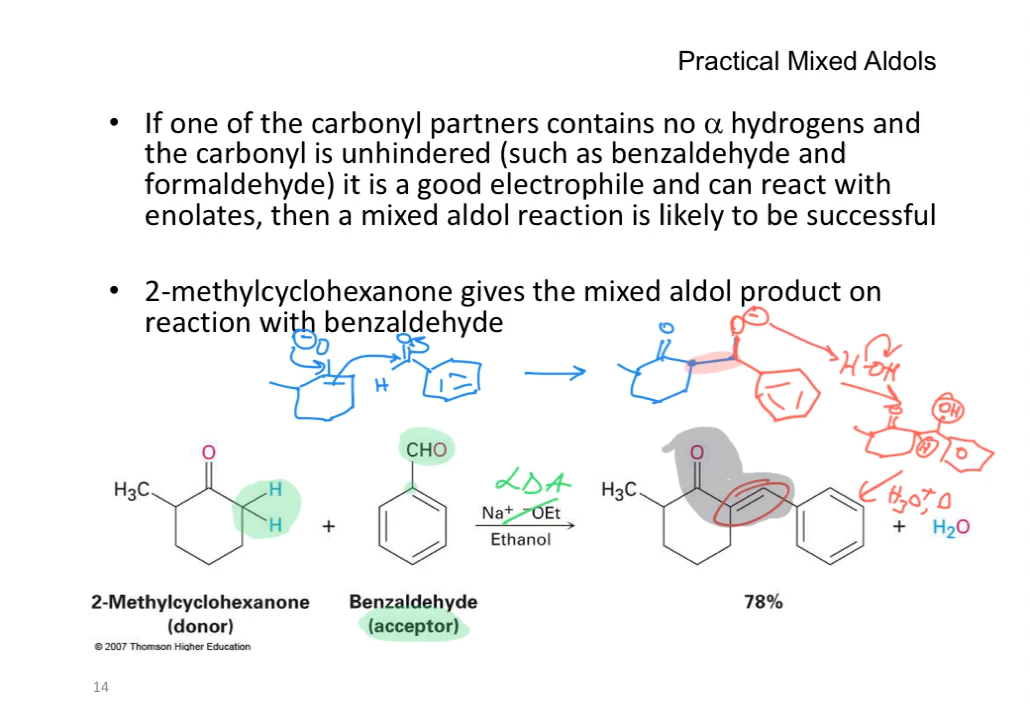 Practical Mixed Aldols
• If one of the carbonyl partners contains no α hydrogens and
the carbonyl is unhindered (such as benzaldehyde and
formaldehyde) it is a good electrophile and can react with
enolates, then a mixed aldol reaction is likely to be successful
• 2-methylcyclohexanone gives the mixed aldol product on
reaction with benzaldehyde
O H O
O O H-OH
O OH H
O CHO O
H3C H H
LDA
H3C
H3O+, Δ
+ Na+ −OEt + H2O
Ethanol
2-Methylcyclohexanone Benzaldehyde 78%
(donor) (acceptor)
© 2007 Thomson Higher Education
14